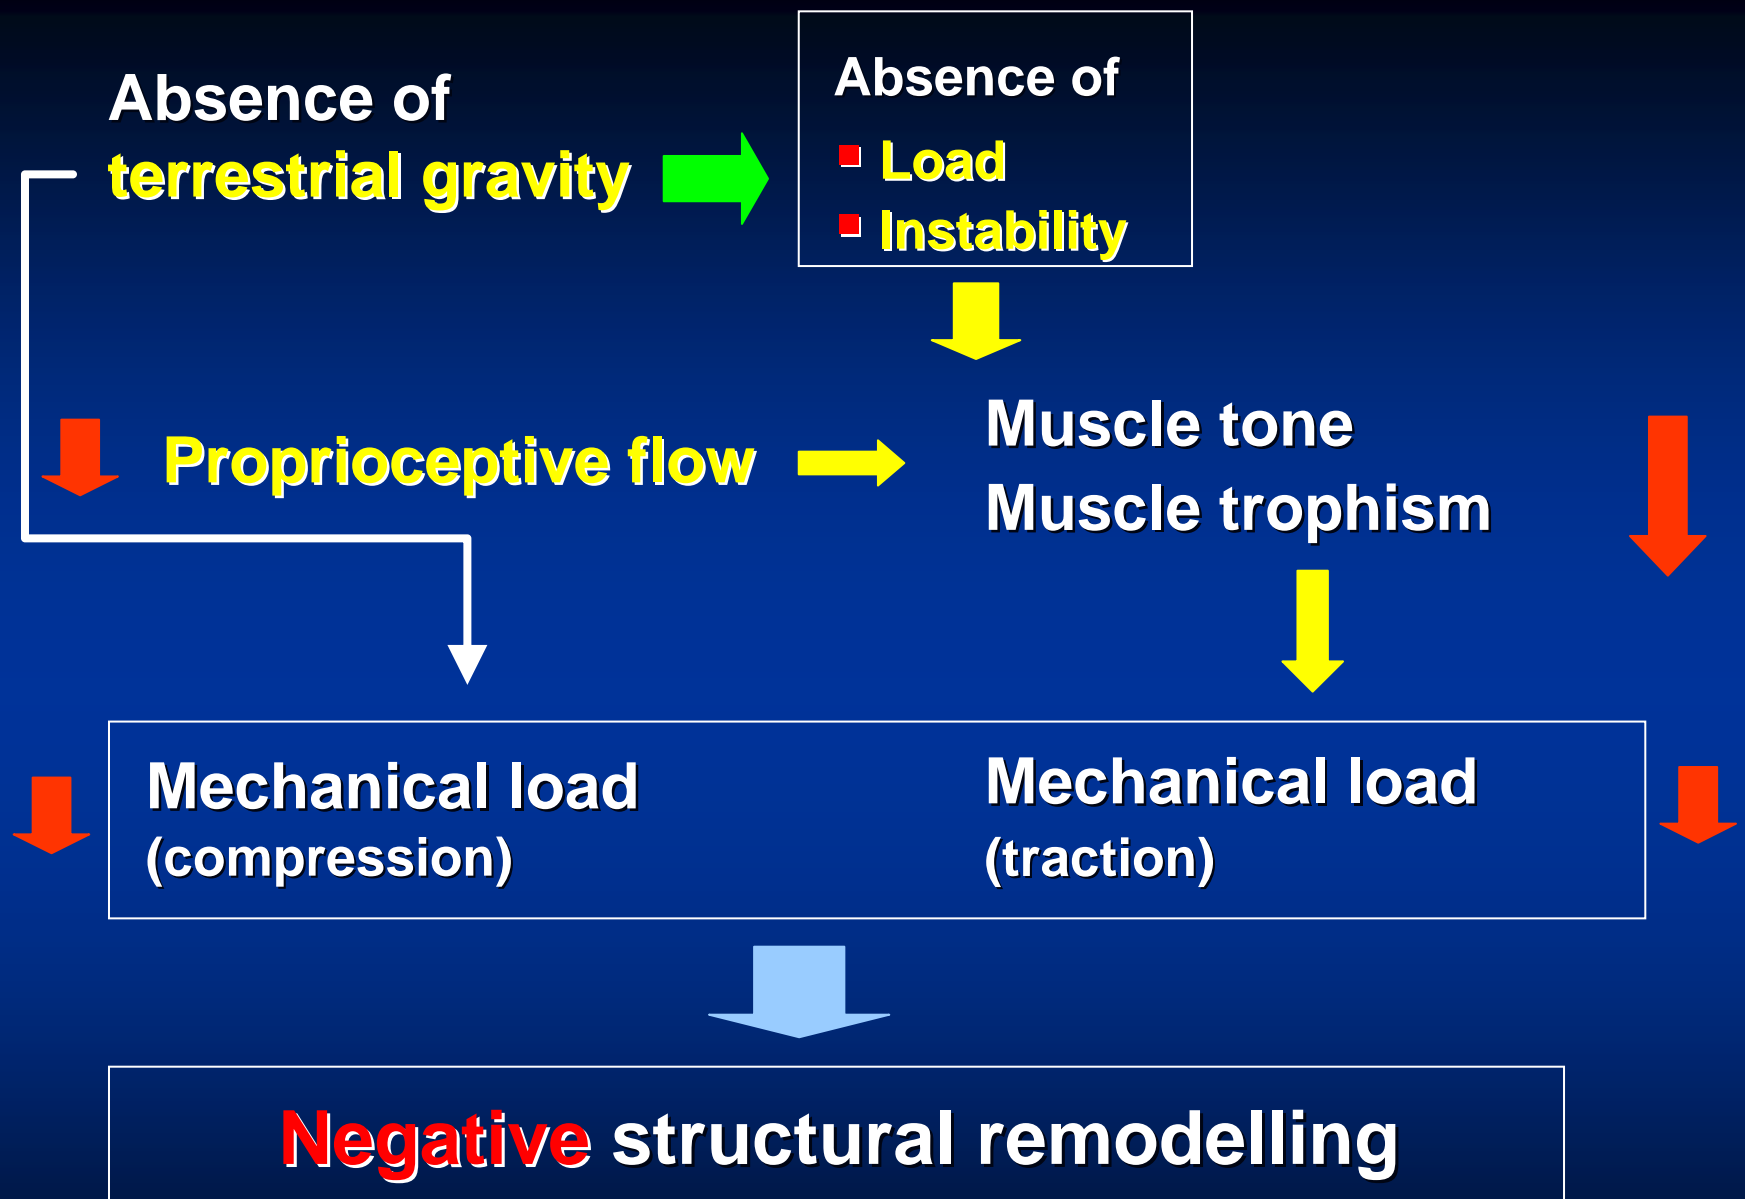 Absence of
terrestrial gravity
Absence of
Load
Instability
Proprioceptive flow
Muscle tone
Muscle trophism
Mechanical load
(compression)
Mechanical load
(traction)
Negative structural remodelling